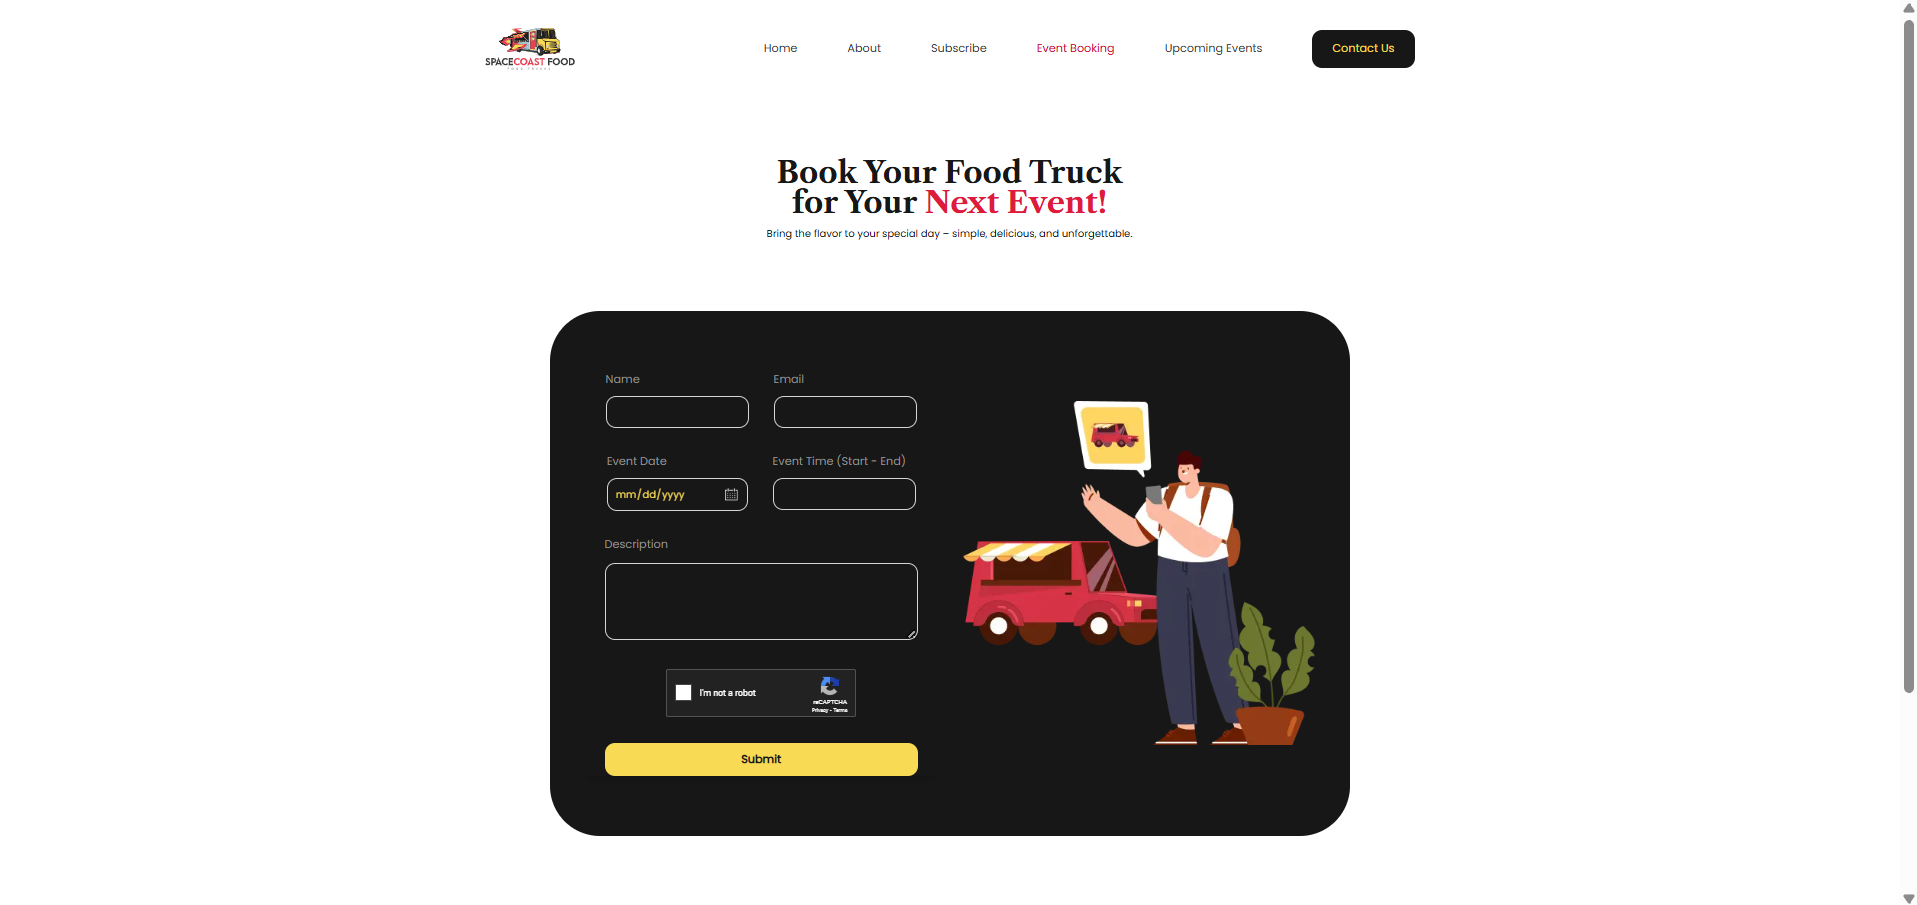 SPACECOAST FOOD
Home
About
Subscribe
Event Booking
Upcoming Events
Contact Us
Book Your Food Truck
for Your Next Event!
Bring the flavor to your special day – simple, delicious, and unforgettable.
Name
Email
Event Date
Event Time (Start - End)
mm/dd/yyyy
Description
I'm not a robot
reCAPTCHA
Privacy - Terms
Submit